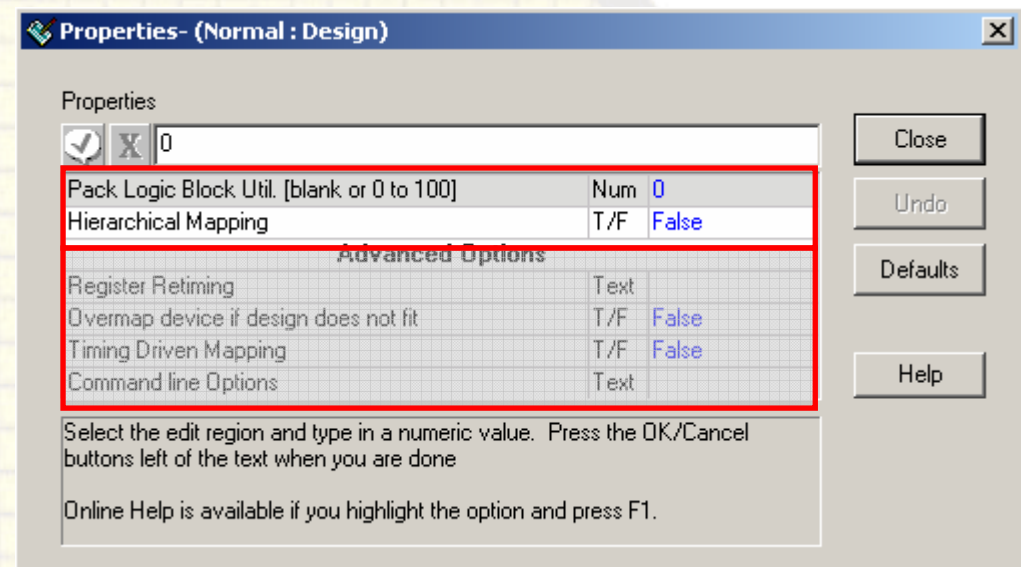 Properties- (Normal : Design)
Properties
0
Close
Pack Logic Block Util. [blank or 0 to 100] Num 0
Undo
Hierarchical Mapping T/F False
Advanced Options
Defaults
Register Retiming Text
Overmap device if design does not fit T/F False
Timing Driven Mapping T/F False
Command line Options Text
Help
Select the edit region and type in a numeric value. Press the OK/Cancel
buttons left of the text when you are done
Online Help is available if you highlight the option and press F1.